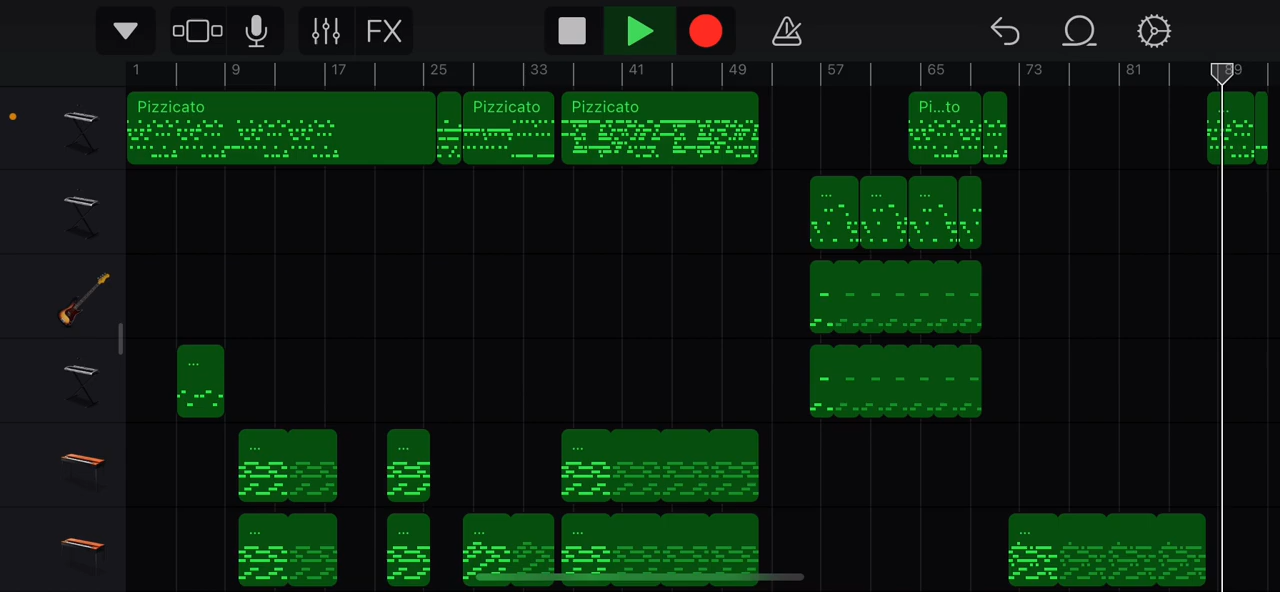 FX
1 9 17 25 33 41 49 57 65 73 81 89
Pizzicato Pizzicato Pizzicato Pi...to ...
... ... ...
...
... ... ...
... ... ... ... ...